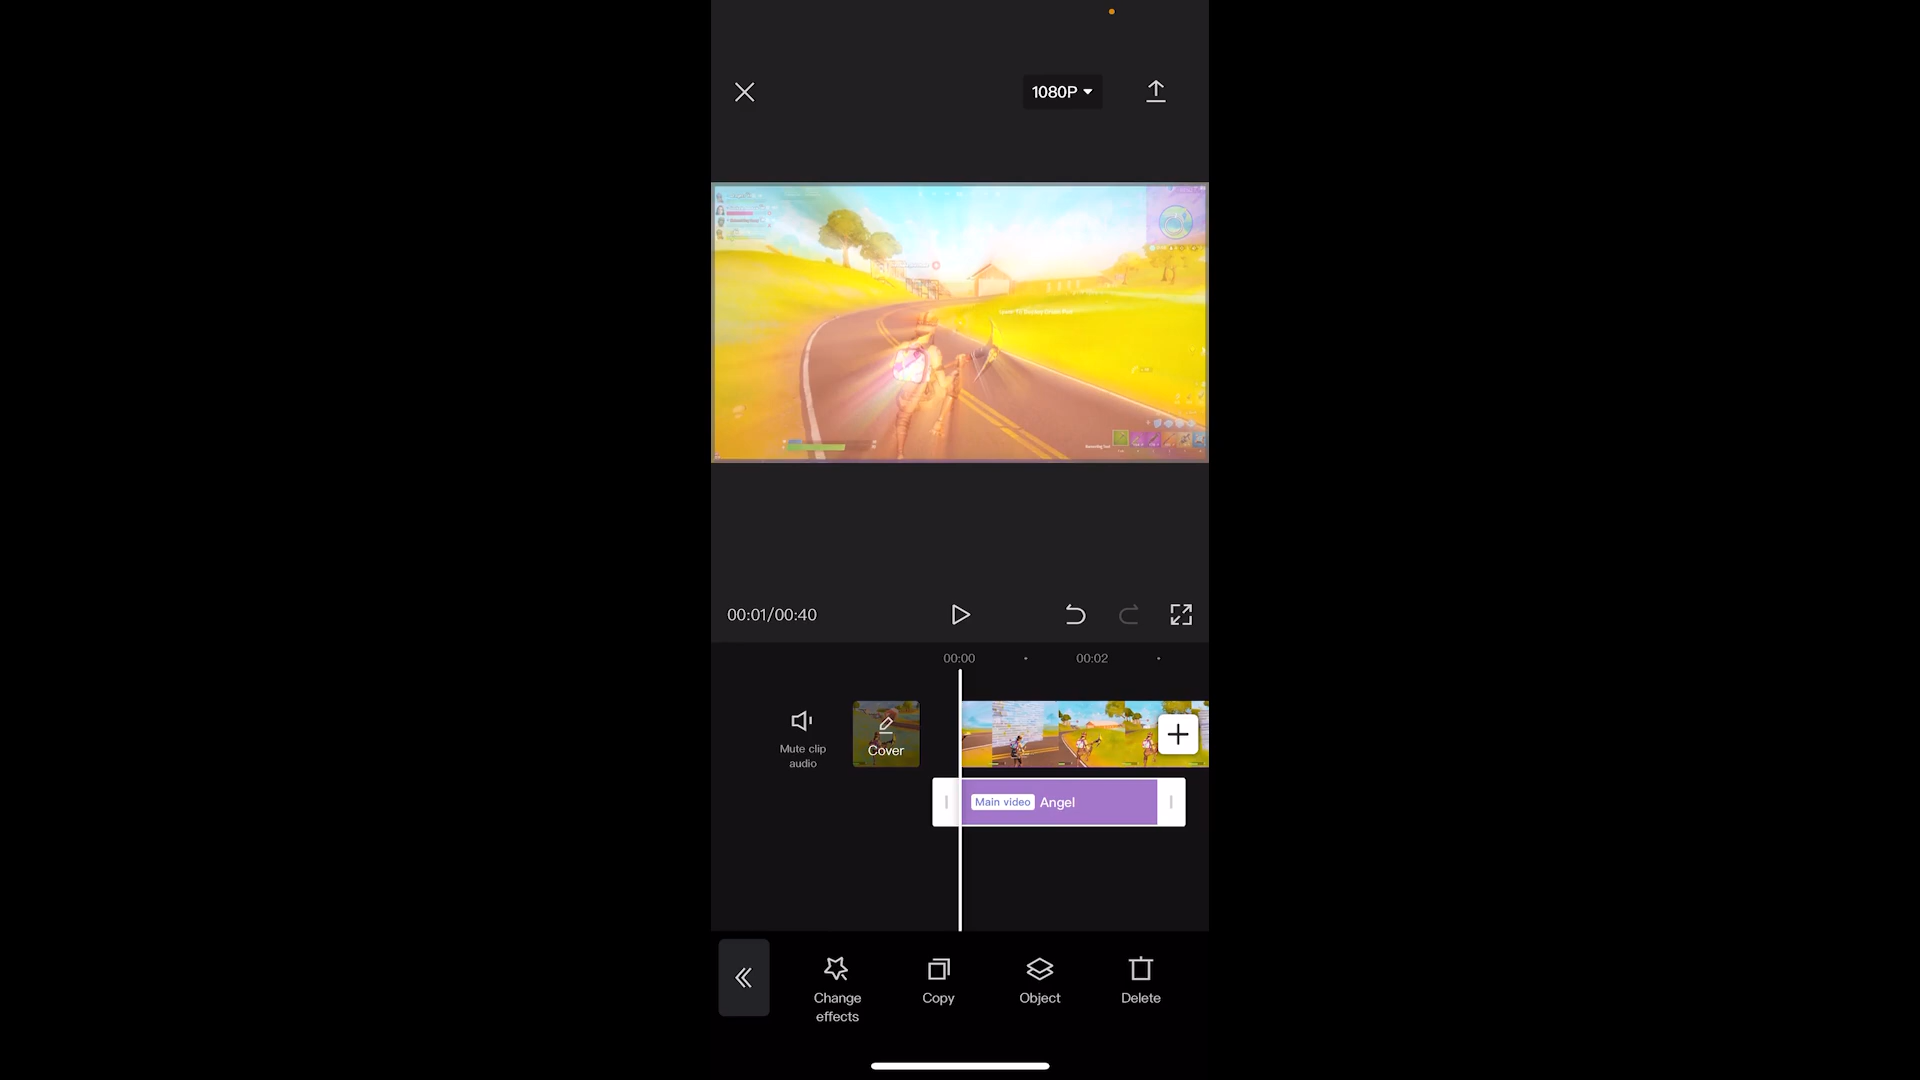 1080P
00:01/00:40
00:00
00:02
Mute clip
audio
Cover
Main video Angel
Change
effects
Copy
Object
Delete